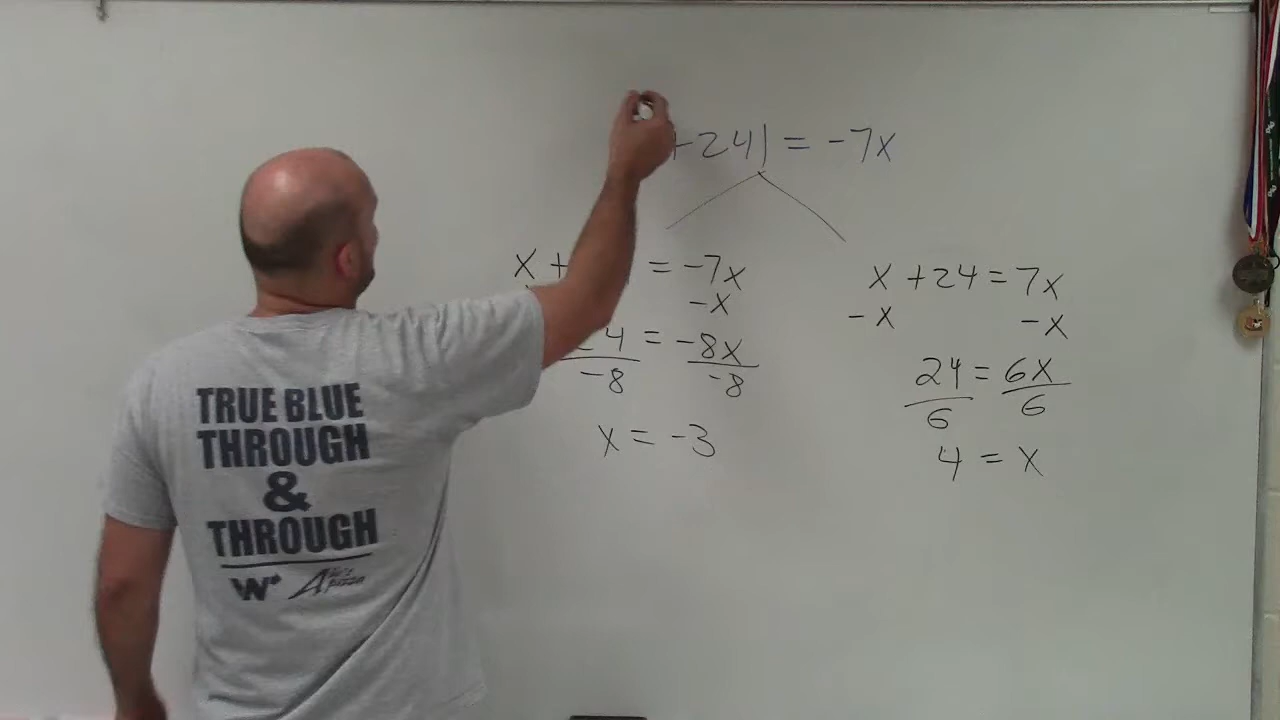 +24| = -7x
x + = -7x
-x
4 = -8x
-8 -8
x = -3
x +24 = 7x
-x -x
24 = 6x
6 6
4 = x
TRUE BLUE
THROUGH
&
THROUGH
W
pizza